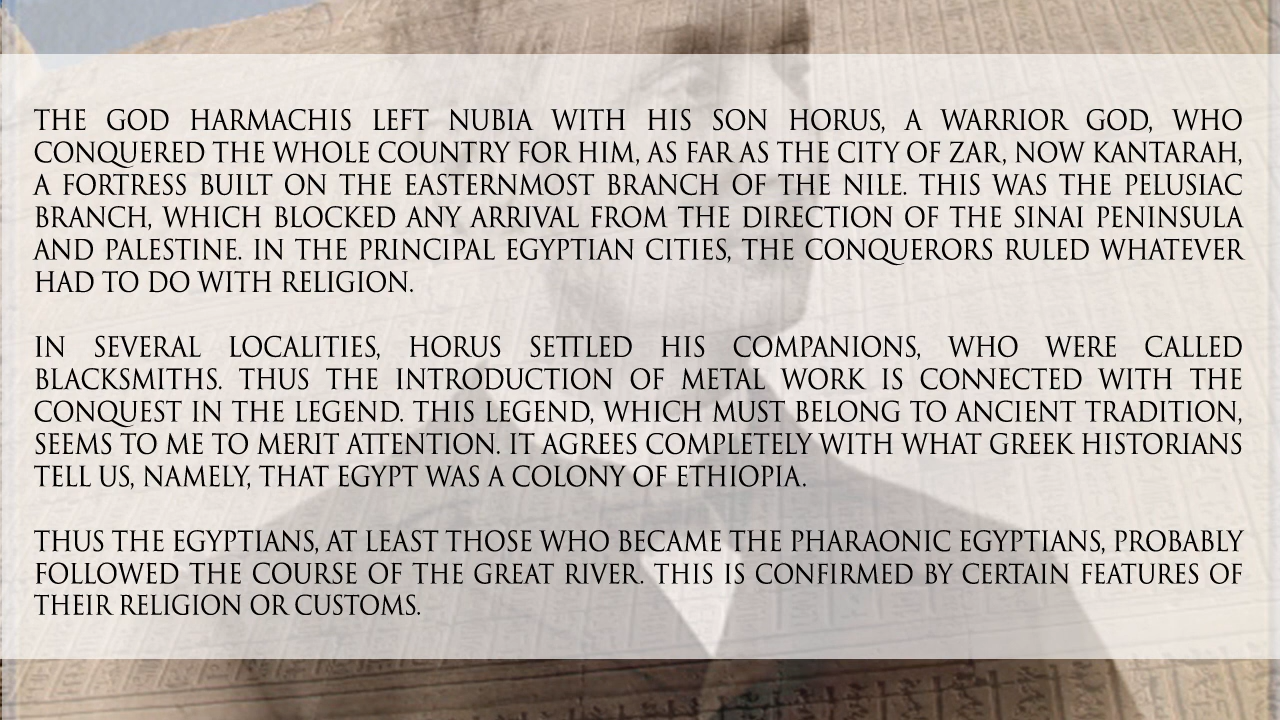 THE GOD HARMACHIS LEFT NUBIA WITH HIS SON HORUS, A WARRIOR GOD, WHO
CONQUERED THE WHOLE COUNTRY FOR HIM, AS FAR AS THE CITY OF ZAR, NOW KANTARAH,
A FORTRESS BUILT ON THE EASTERNMOST BRANCH OF THE NILE. THIS WAS THE PELUSIAC
BRANCH, WHICH BLOCKED ANY ARRIVAL FROM THE DIRECTION OF THE SINAI PENINSULA
AND PALESTINE. IN THE PRINCIPAL EGYPTIAN CITIES, THE CONQUERORS RULED WHATEVER
HAD TO DO WITH RELIGION.
IN SEVERAL LOCALITIES, HORUS SETTLED HIS COMPANIONS, WHO WERE CALLED
BLACKSMITHS. THUS THE INTRODUCTION OF METAL WORK IS CONNECTED WITH THE
CONQUEST IN THE LEGEND. THIS LEGEND, WHICH MUST BELONG TO ANCIENT TRADITION,
SEEMS TO ME TO MERIT ATTENTION. IT AGREES COMPLETELY WITH WHAT GREEK HISTORIANS
TELL US, NAMELY, THAT EGYPT WAS A COLONY OF ETHIOPIA.
THUS THE EGYPTIANS, AT LEAST THOSE WHO BECAME THE PHARAONIC EGYPTIANS, PROBABLY
FOLLOWED THE COURSE OF THE GREAT RIVER. THIS IS CONFIRMED BY CERTAIN FEATURES OF
THEIR RELIGION OR CUSTOMS.